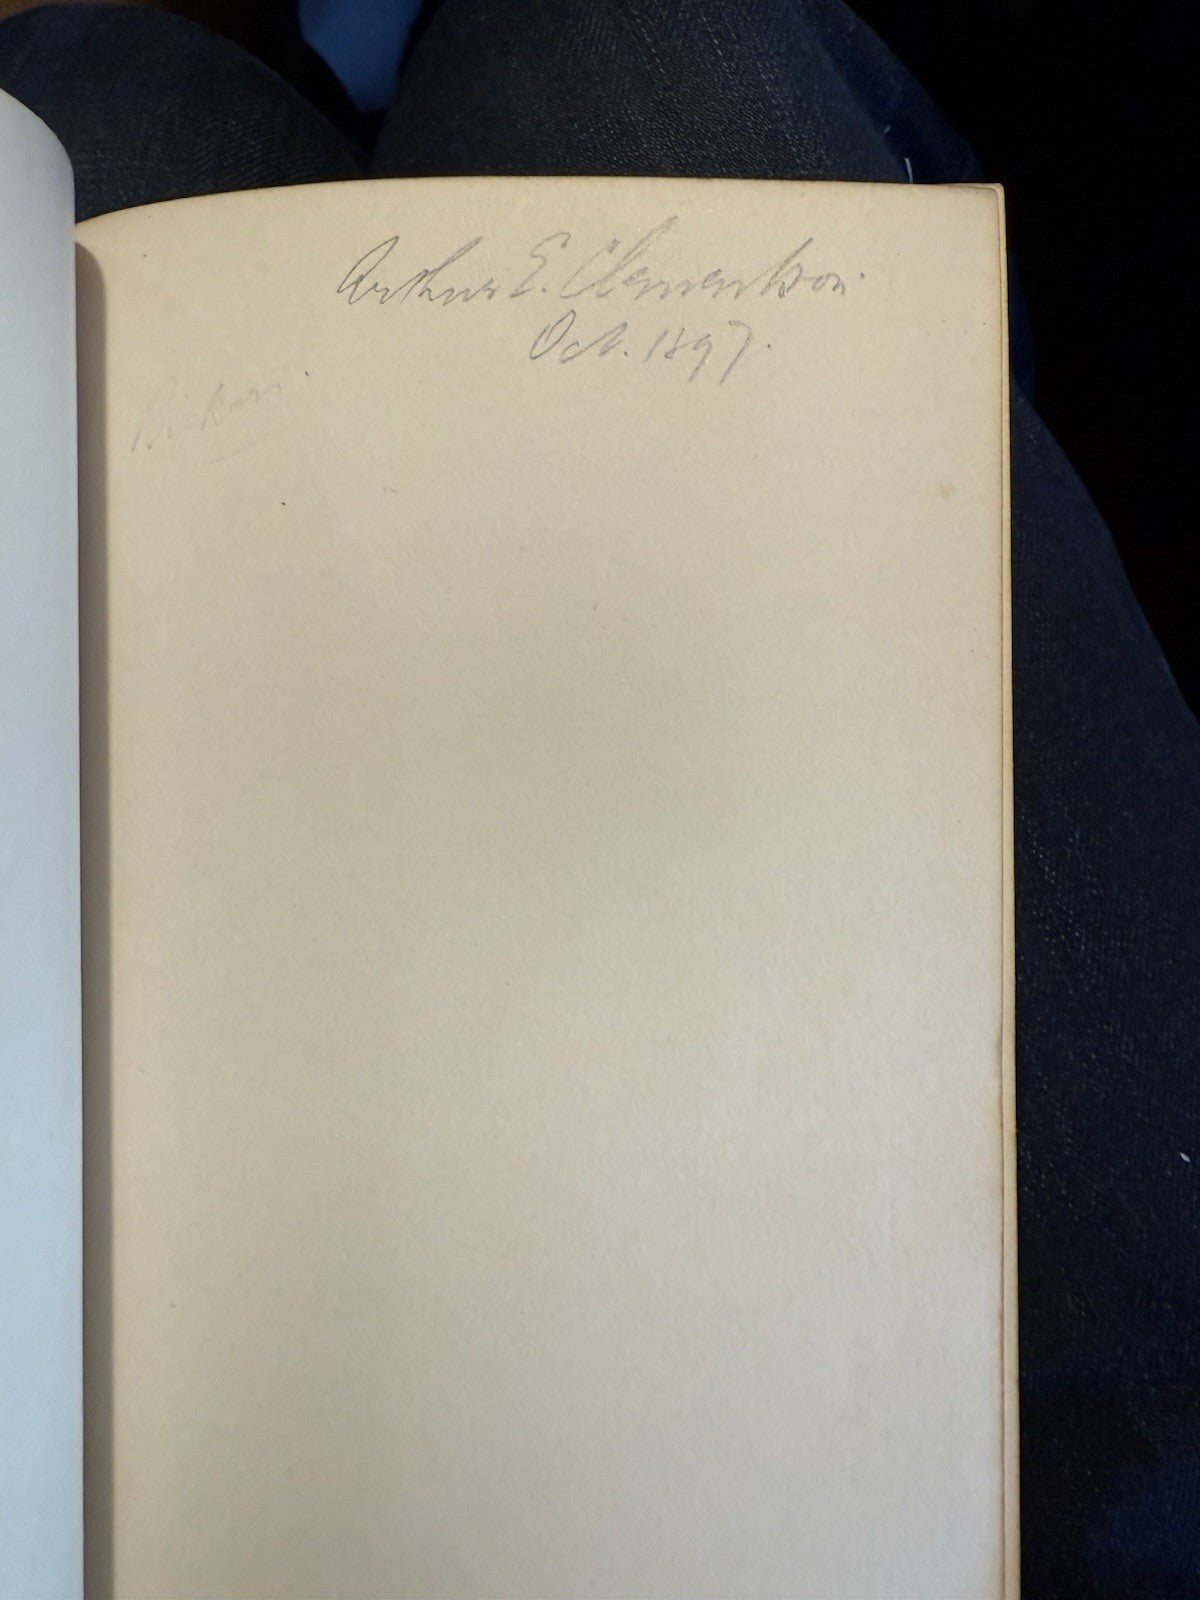 Arthur E. Clementson.
Oct. 1897.